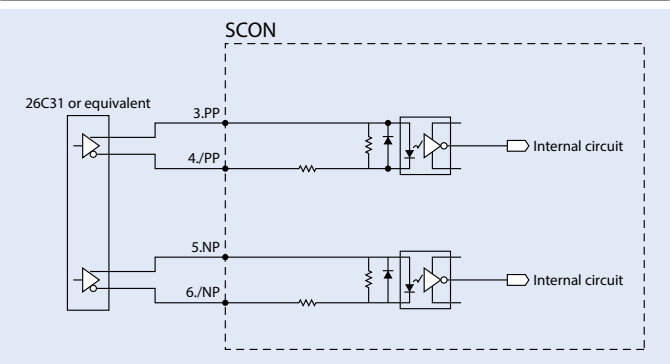 SCON
26C31 or equivalent
3.PP
4./PP
Internal circuit
5.NP
6./NP
Internal circuit